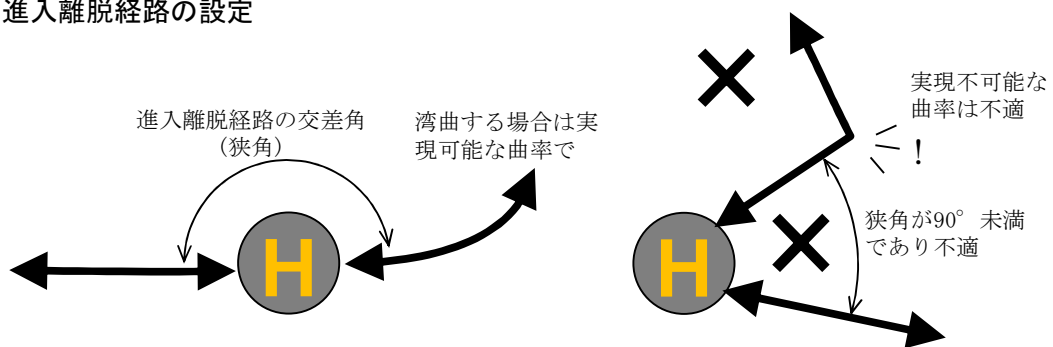 進入離脱経路の設定
進入離脱経路の交差角
(狭角)
湾曲する場合は実
現可能な曲率で
H
実現不可能な
曲率は不適
!
狭角が90°未満
であり不適
H